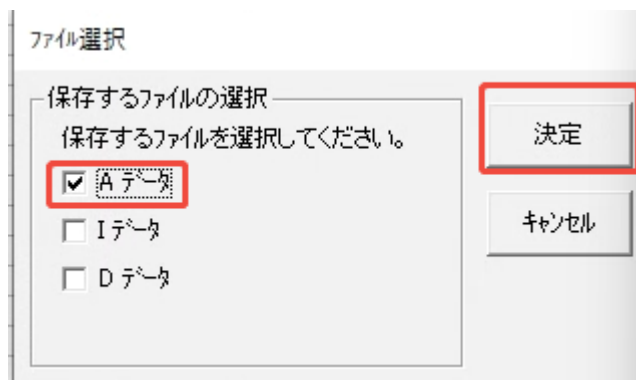 ﾌｧｲﾙ選択
保存するﾌｧｲﾙの選択
保存するﾌｧｲﾙを選択してください。
A ﾃﾞｰﾀ
I ﾃﾞｰﾀ
D ﾃﾞｰﾀ
決定
ｷｬﾝｾﾙ